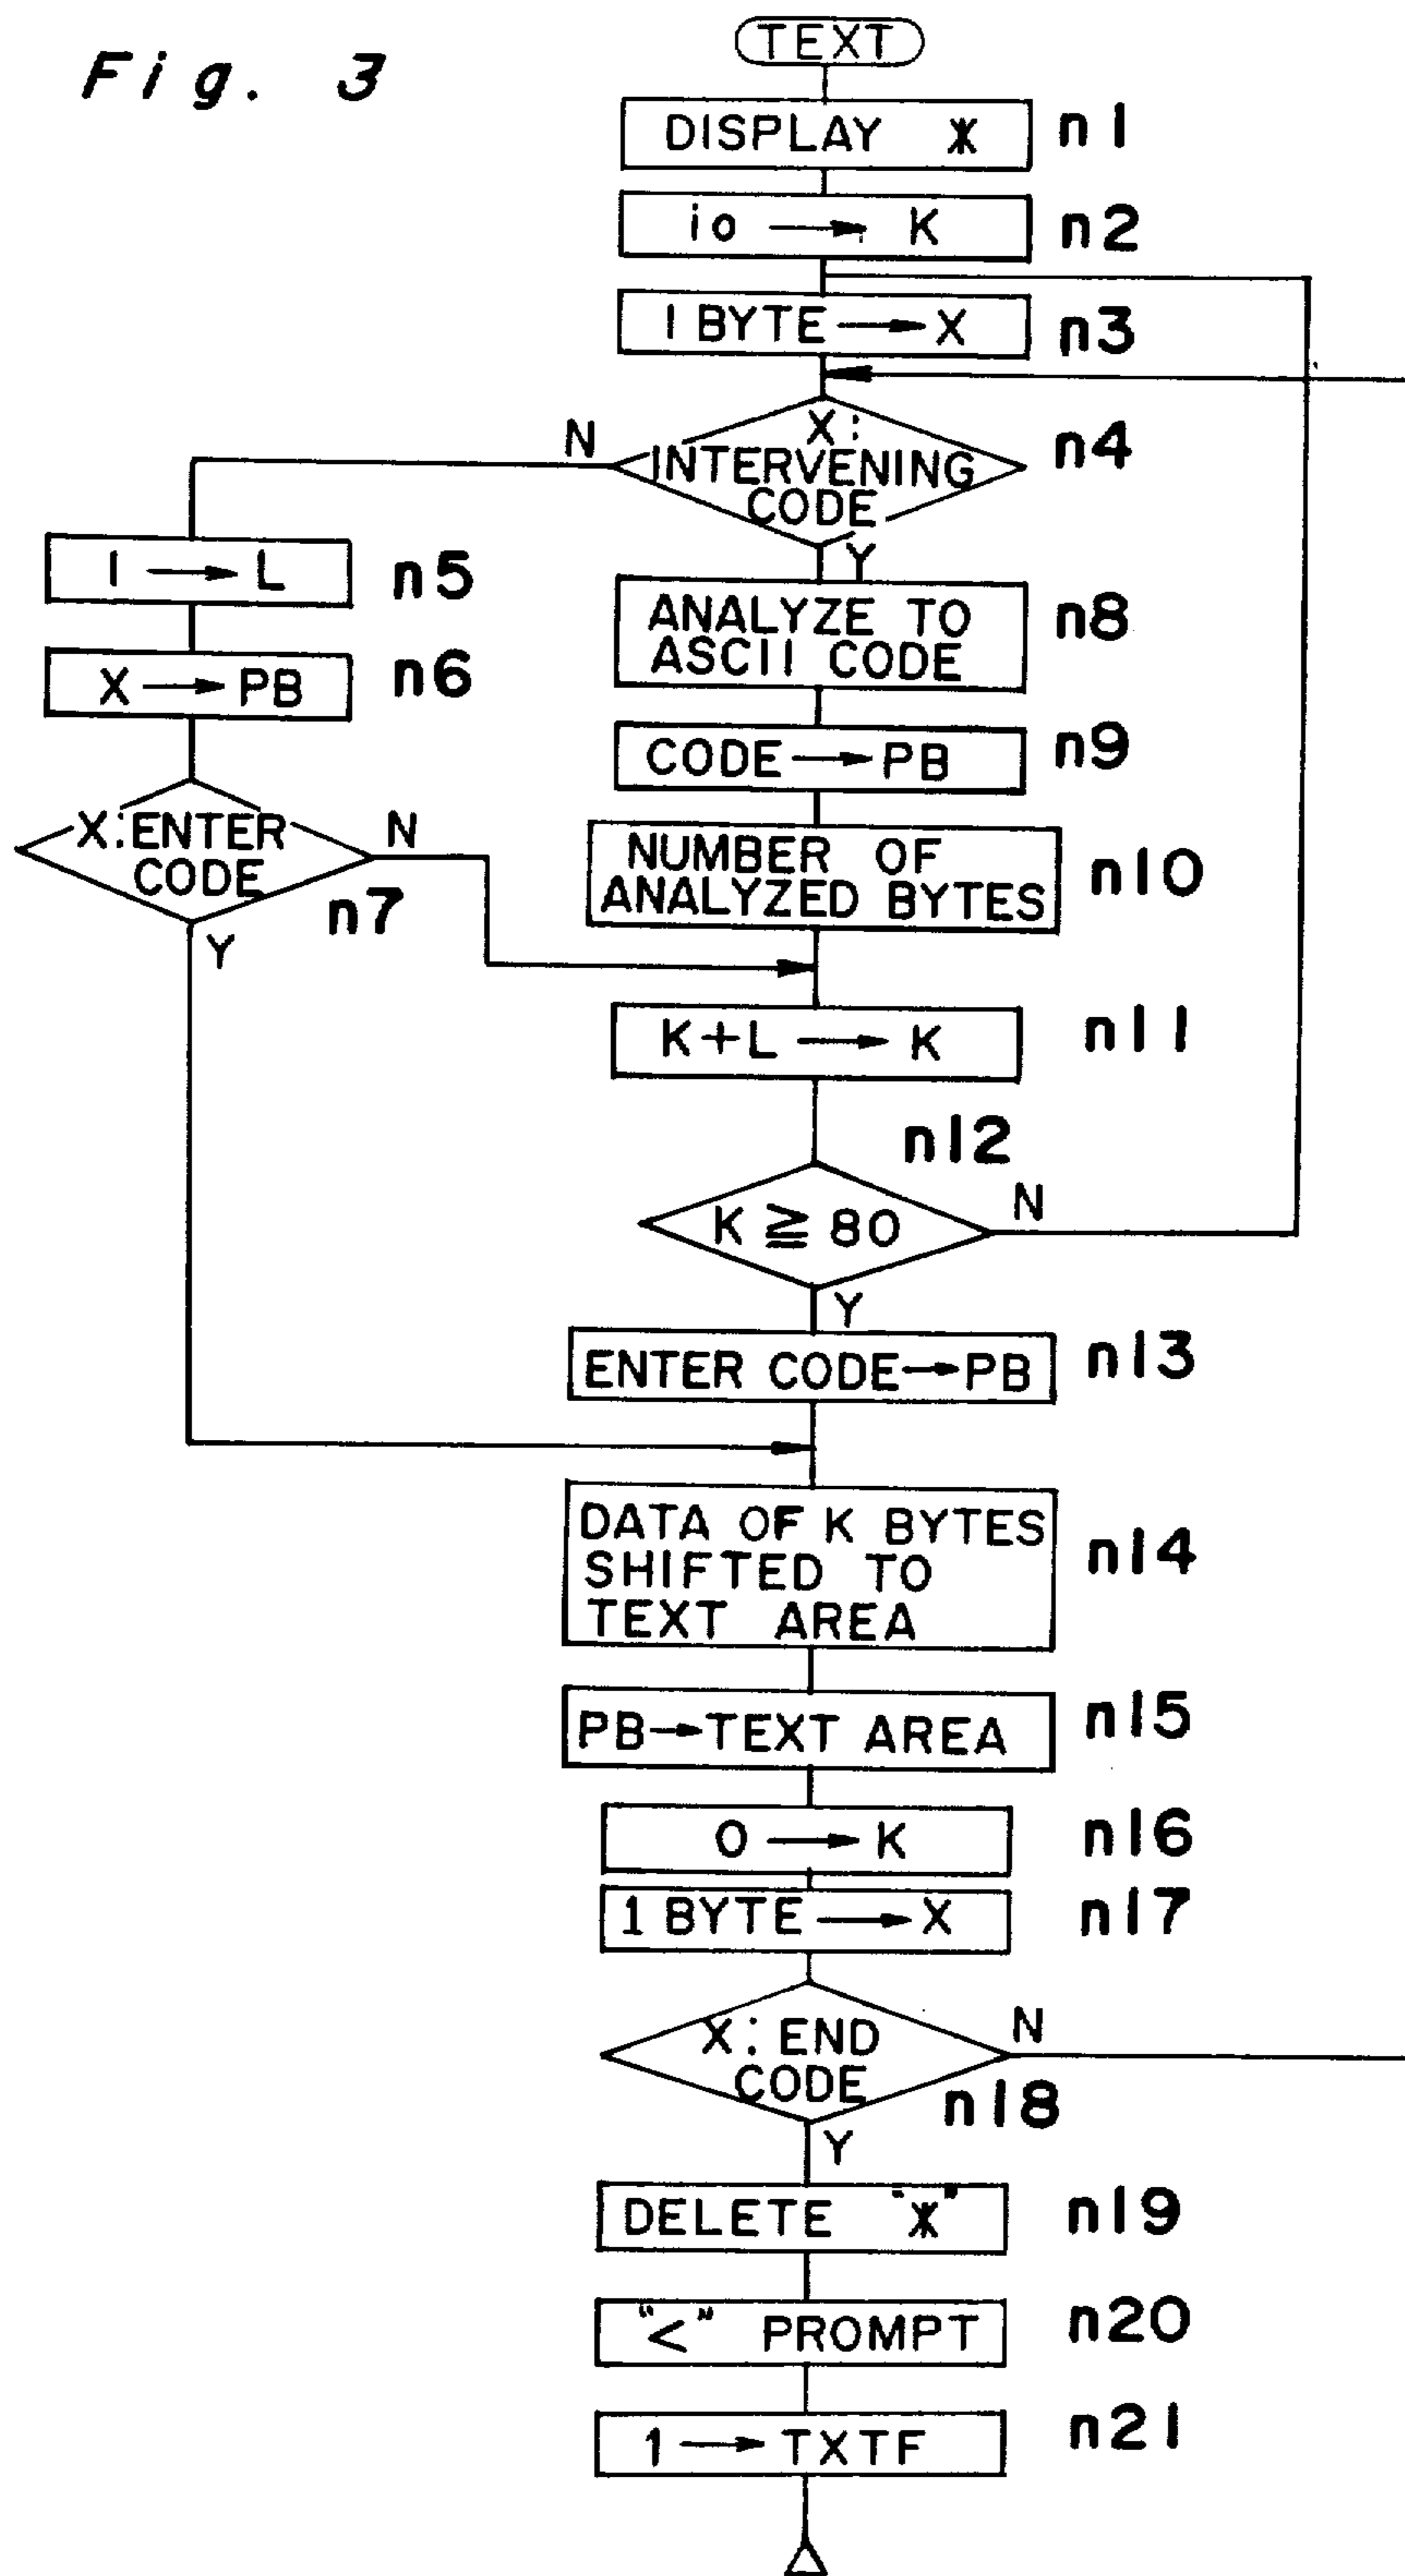 Fig. 3
TEXT
DISPLAY * n1
io → K n2
1 BYTE → X n3
X:
INTERVENING
CODE
n4
N
Y
1 → L n5
X → PB n6
X:ENTER
CODE
n7
N
Y
ANALYZE TO
ASCII CODE
n8
CODE → PB n9
NUMBER OF
ANALYZED BYTES
n10
K+L → K n11
n12
K ≧ 80
N
Y
ENTER CODE→PB n13
DATA OF K BYTES
SHIFTED TO
TEXT AREA
n14
PB→TEXT AREA n15
0 → K n16
1 BYTE → X n17
X: END
CODE
n18
N
Y
DELETE "*" n19
"<" PROMPT n20
1 → TXTF n21